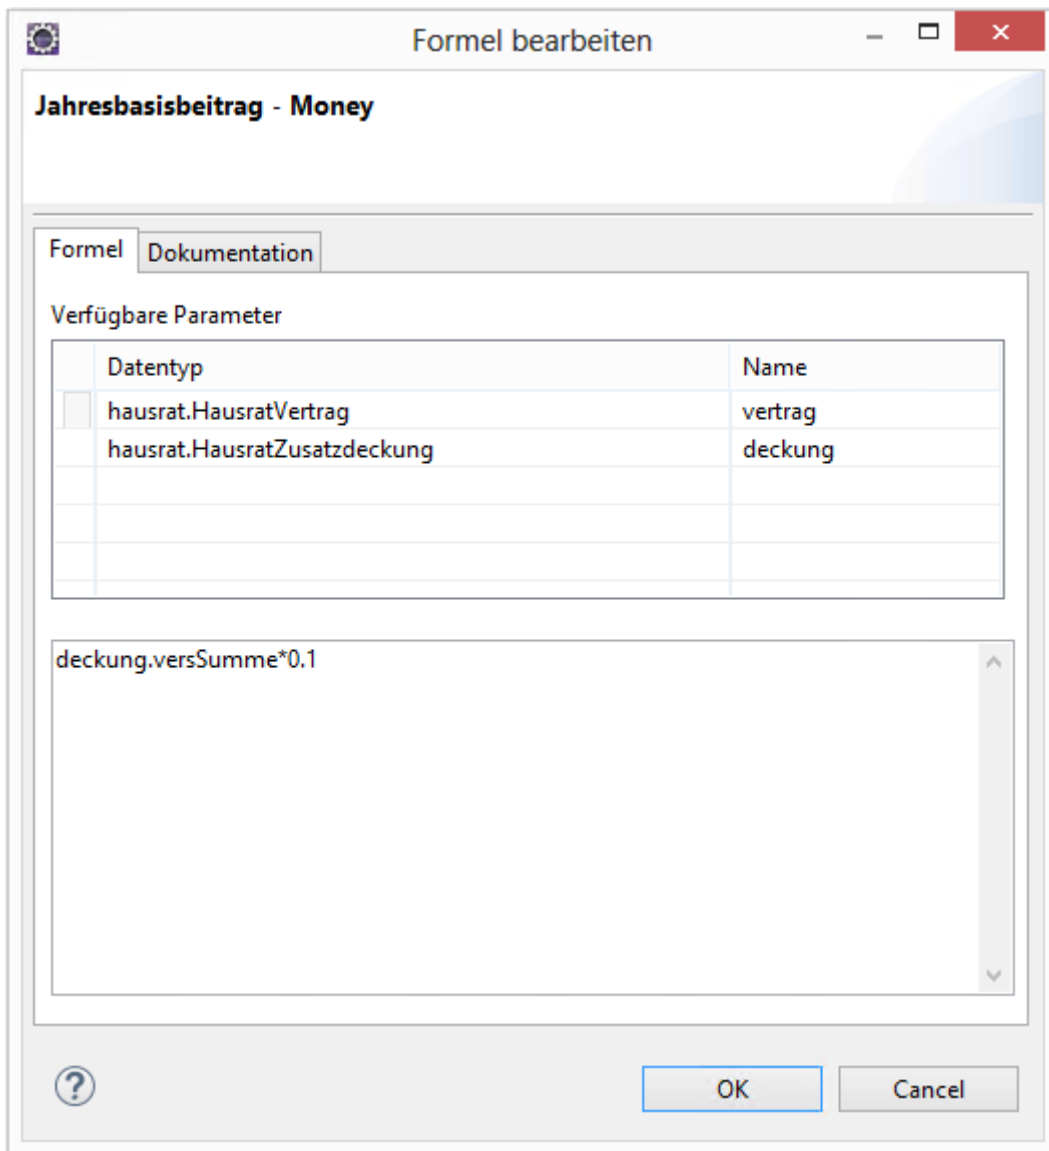 Formel bearbeiten
Jahresbasisbeitrag - Money
Formel Dokumentation
Verfügbare Parameter
Datentyp Name
hausrat.HausratVertrag vertrag
hausrat.HausratZusatzdeckung deckung
deckung.versSumme*0.1
? OK Cancel